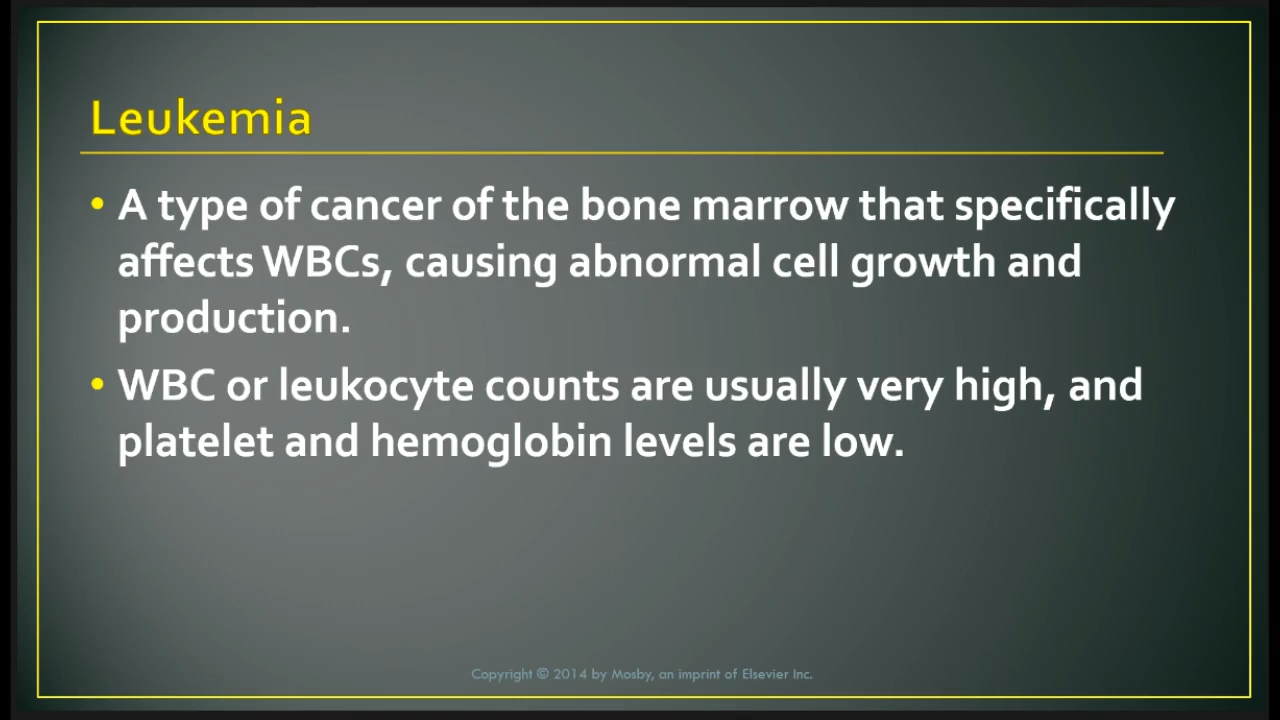 Leukemia
• A type of cancer of the bone marrow that specifically
affects WBCs, causing abnormal cell growth and
production.
• WBC or leukocyte counts are usually very high, and
platelet and hemoglobin levels are low.
Copyright © 2014 by Mosby, an imprint of Elsevier Inc.